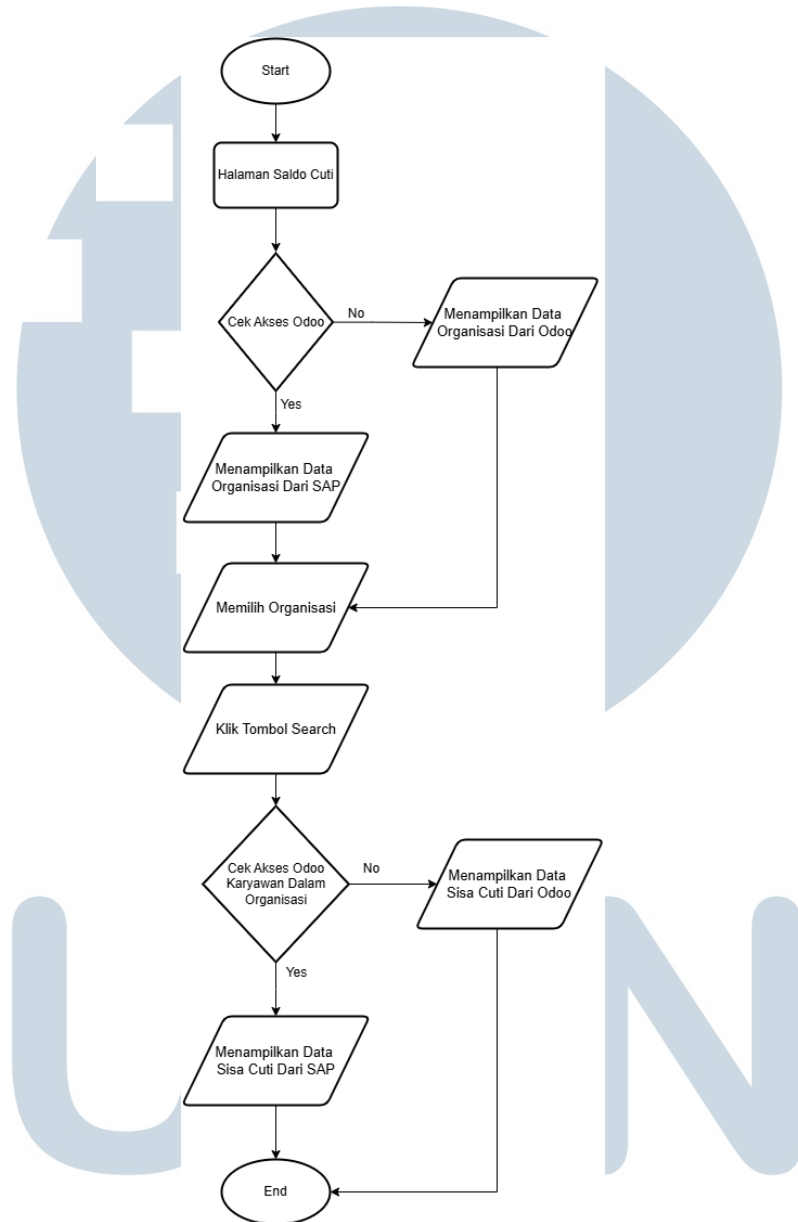 Start
Halaman Saldo Cuti
Cek Akses Odoo
No
Menampilkan Data
Organisasi Dari Odoo
Yes
Menampilkan Data
Organisasi Dari SAP
Memilih Organisasi
Klik Tombol Search
Cek Akses Odoo
Karyawan Dalam
Organisasi
No
Menampilkan Data
Sisa Cuti Dari Odoo
Yes
Menampilkan Data
Sisa Cuti Dari SAP
End